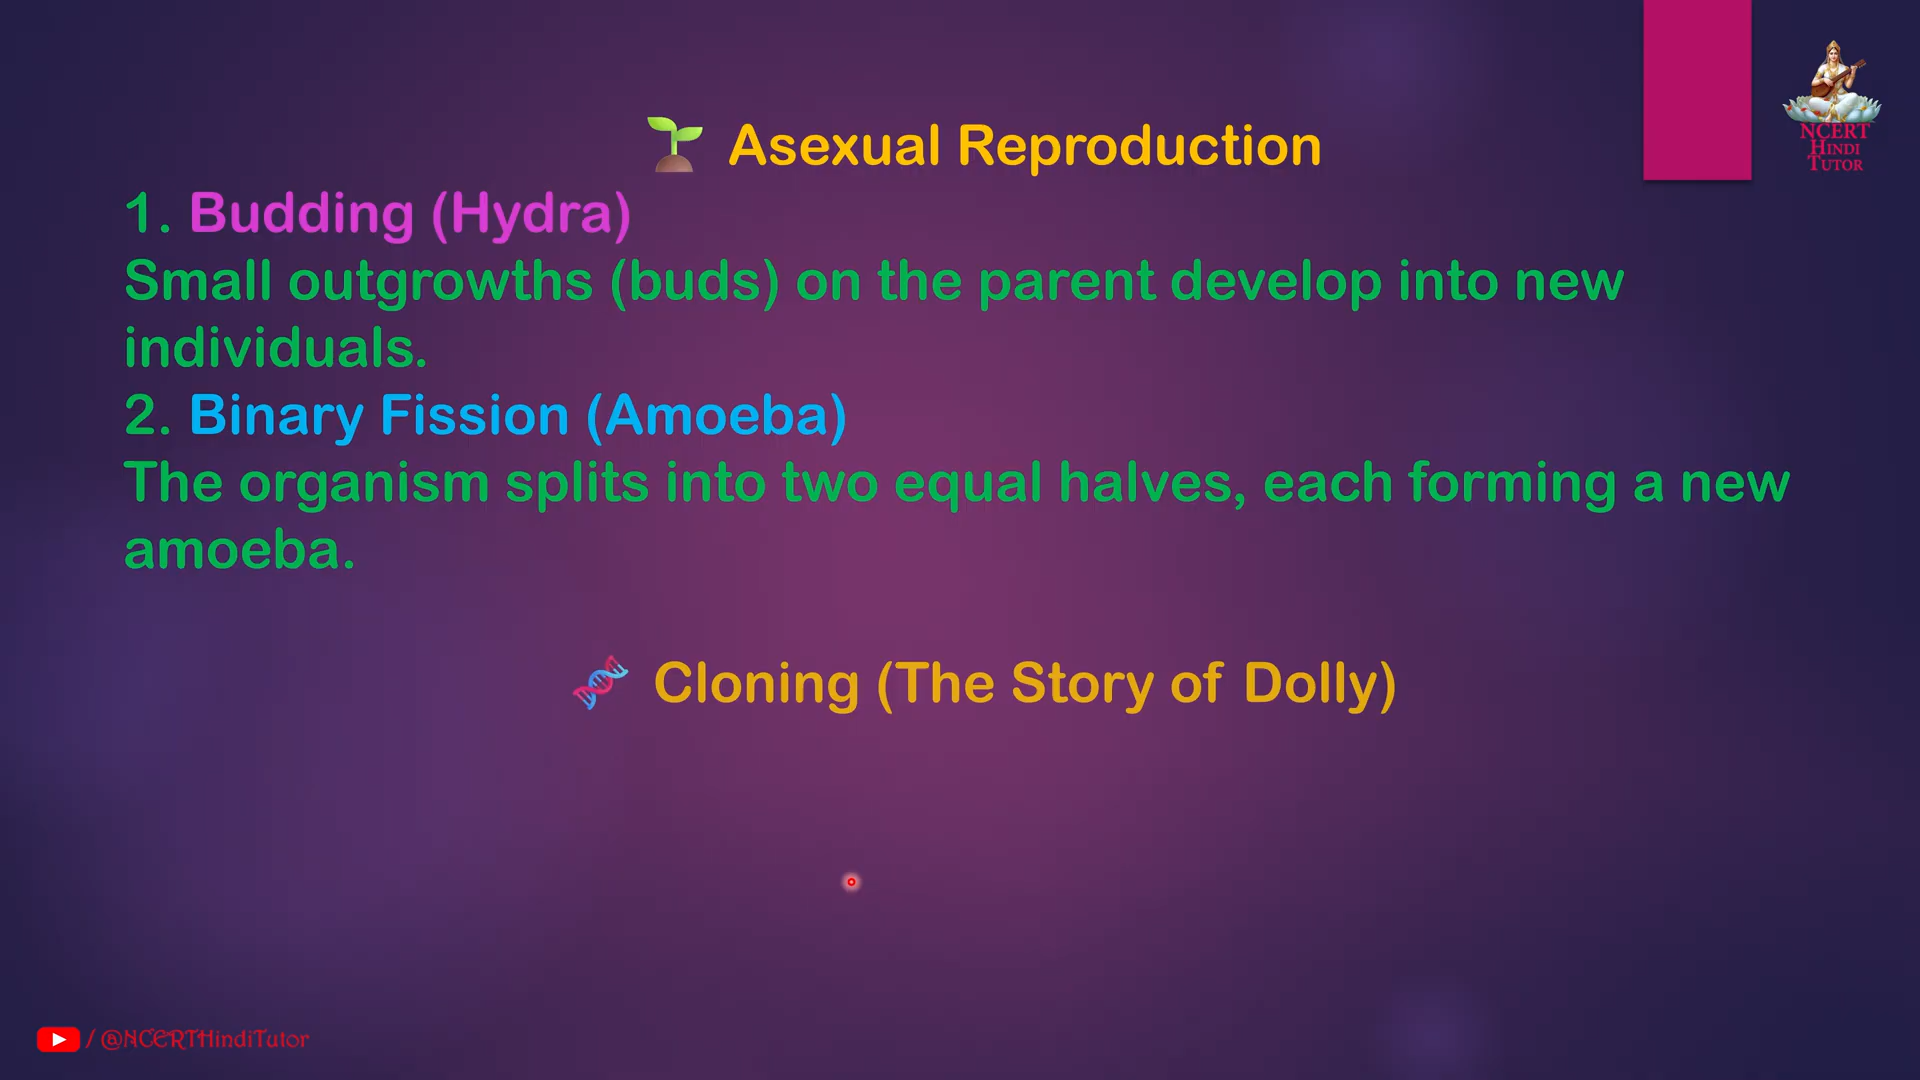 Asexual Reproduction
1. Budding (Hydra)
Small outgrowths (buds) on the parent develop into new
individuals.
2. Binary Fission (Amoeba)
The organism splits into two equal halves, each forming a new
amoeba.
Cloning (The Story of Dolly)
NCERT
HINDI
TUTOR
/ @NCERTHindiTutor